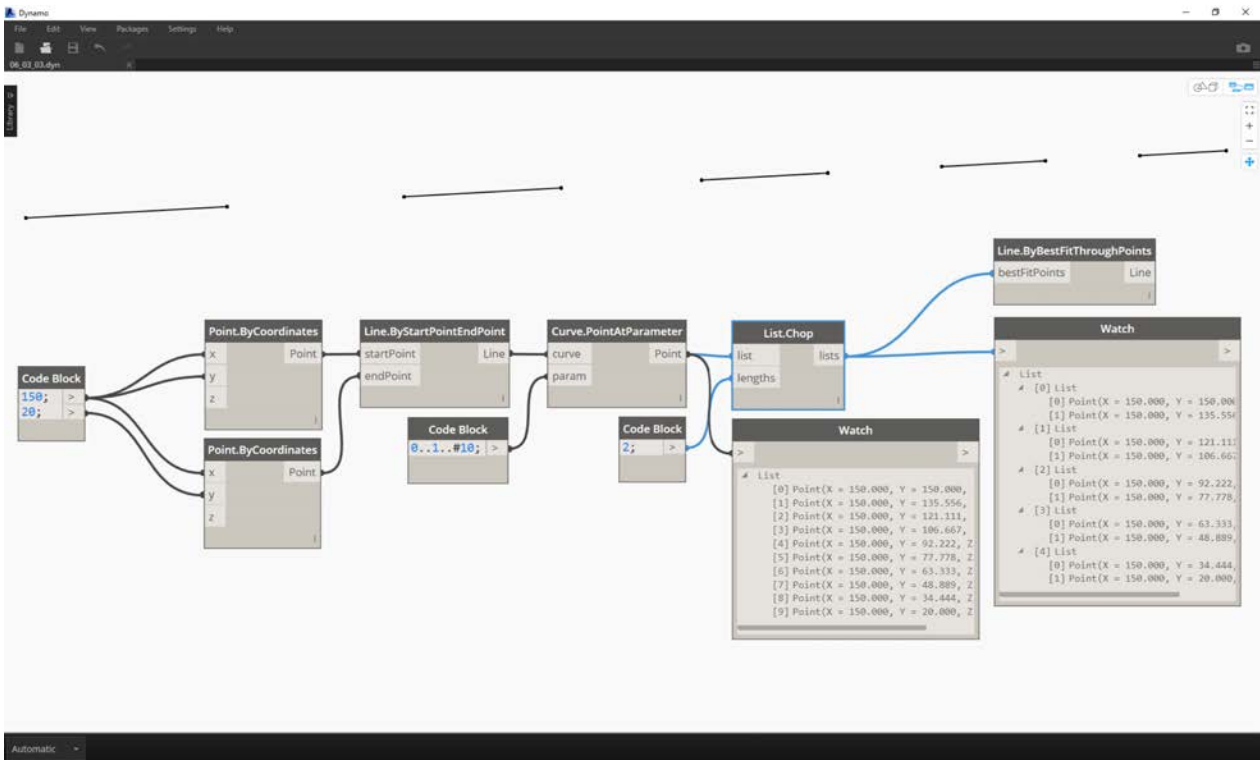 Dynamo
File Edit View Packages Settings Help
06_03_03.dyn
Library
Line.ByBestFitThroughPoints
bestFitPoints Line
Point.ByCoordinates
x Point
y
z
Line.ByStartPointEndPoint
startPoint Line
endPoint
Curve.PointAtParameter
curve Point
param
List.Chop
list lists
lengths
Watch
> >
List
[0] List
[0] Point(X = 150.000, Y = 150.000
[1] Point(X = 150.000, Y = 135.556
[1] List
[0] Point(X = 150.000, Y = 121.111
[1] Point(X = 150.000, Y = 106.667
[2] List
[0] Point(X = 150.000, Y = 92.222,
[1] Point(X = 150.000, Y = 77.778,
[3] List
[0] Point(X = 150.000, Y = 63.333,
[1] Point(X = 150.000, Y = 48.889,
[4] List
[0] Point(X = 150.000, Y = 34.444,
[1] Point(X = 150.000, Y = 20.000,
Code Block
150; >
20; >
Point.ByCoordinates
x Point
y
z
Code Block
0..1..#10; >
Code Block
2; >
Watch
> >
List
[0] Point(X = 150.000, Y = 150.000,
[1] Point(X = 150.000, Y = 135.556,
[2] Point(X = 150.000, Y = 121.111,
[3] Point(X = 150.000, Y = 106.667,
[4] Point(X = 150.000, Y = 92.222, Z
[5] Point(X = 150.000, Y = 77.778, Z
[6] Point(X = 150.000, Y = 63.333, Z
[7] Point(X = 150.000, Y = 48.889, Z
[8] Point(X = 150.000, Y = 34.444, Z
[9] Point(X = 150.000, Y = 20.000, Z
Automatic